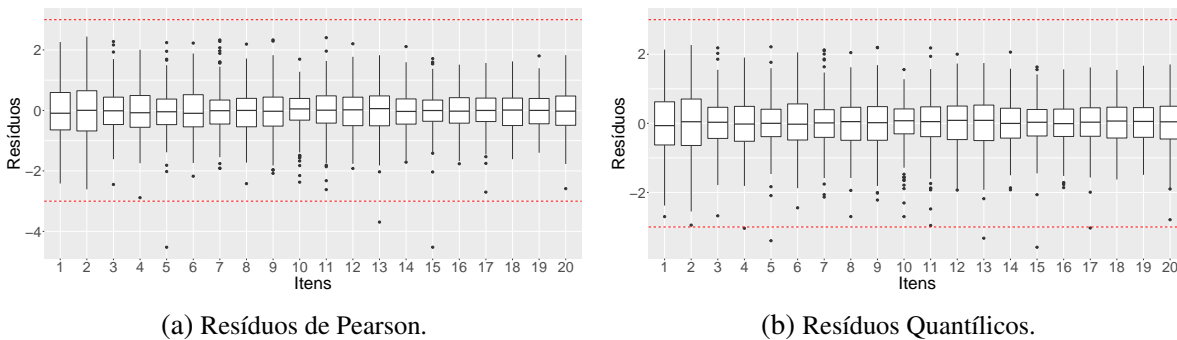 Resíduos
2
0
−2
−4
1 2 3 4 5 6 7 8 9 10 11 12 13 14 15 16 17 18 19 20
Itens
(a) Resíduos de Pearson.
Resíduos
2
0
−2
1 2 3 4 5 6 7 8 9 10 11 12 13 14 15 16 17 18 19 20
Itens
(b) Resíduos Quantílicos.